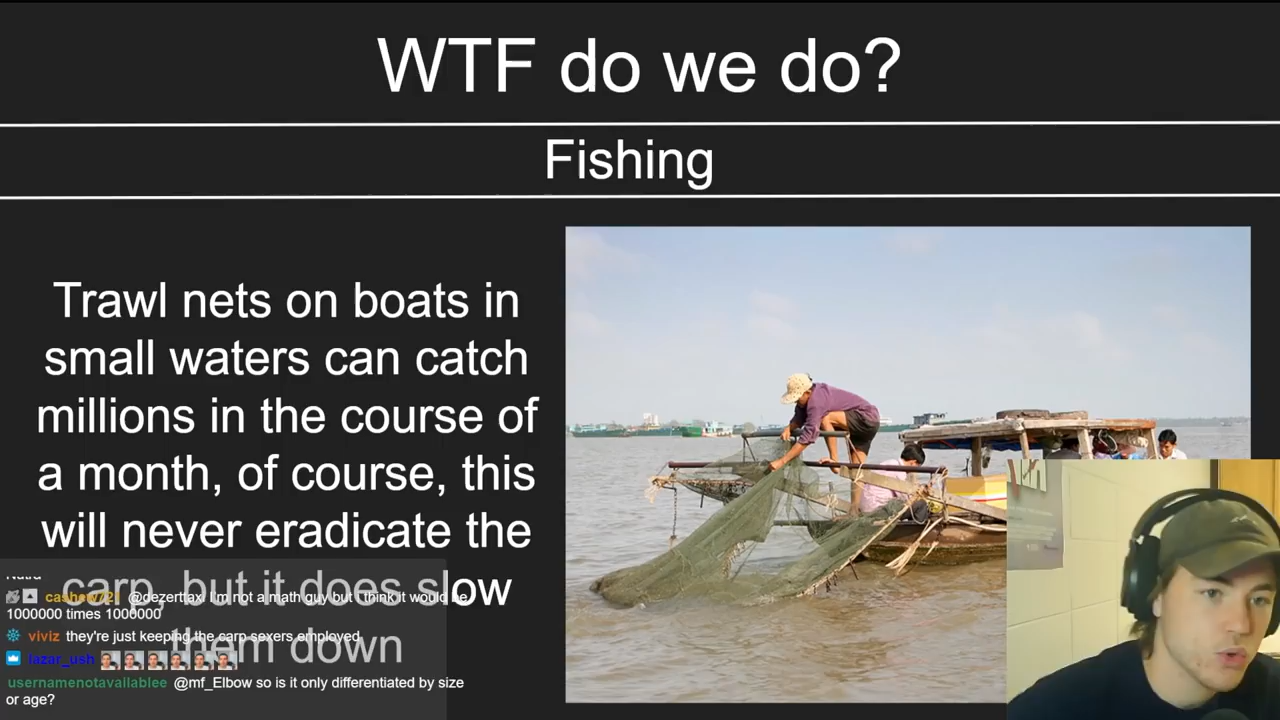 WTF do we do?
Fishing
Trawl nets on boats in
small waters can catch
millions in the course of
a month, of course, this
will never eradicate the
carp, but it does slow
them down
cashew721 @dezertfax I'm not a math guy but I think it would be
1000000 times 1000000
viviz they're just keeping the carp sexers employed
lazar_ush
usernamenotavailablee @mf_Elbow so is it only differentiated by size
or age?